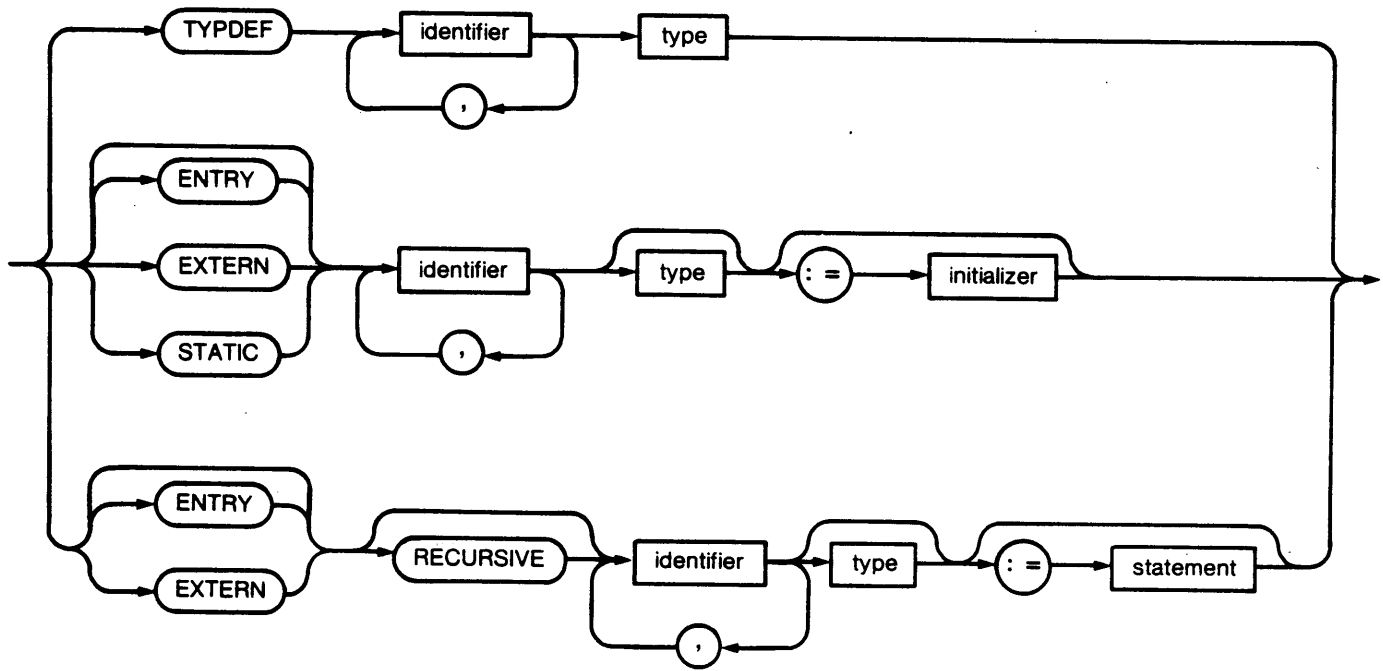 TYPDEF identifier type
,
ENTRY
EXTERN identifier type : = initializer
STATIC ,
ENTRY
RECURSIVE identifier type : = statement
EXTERN
,